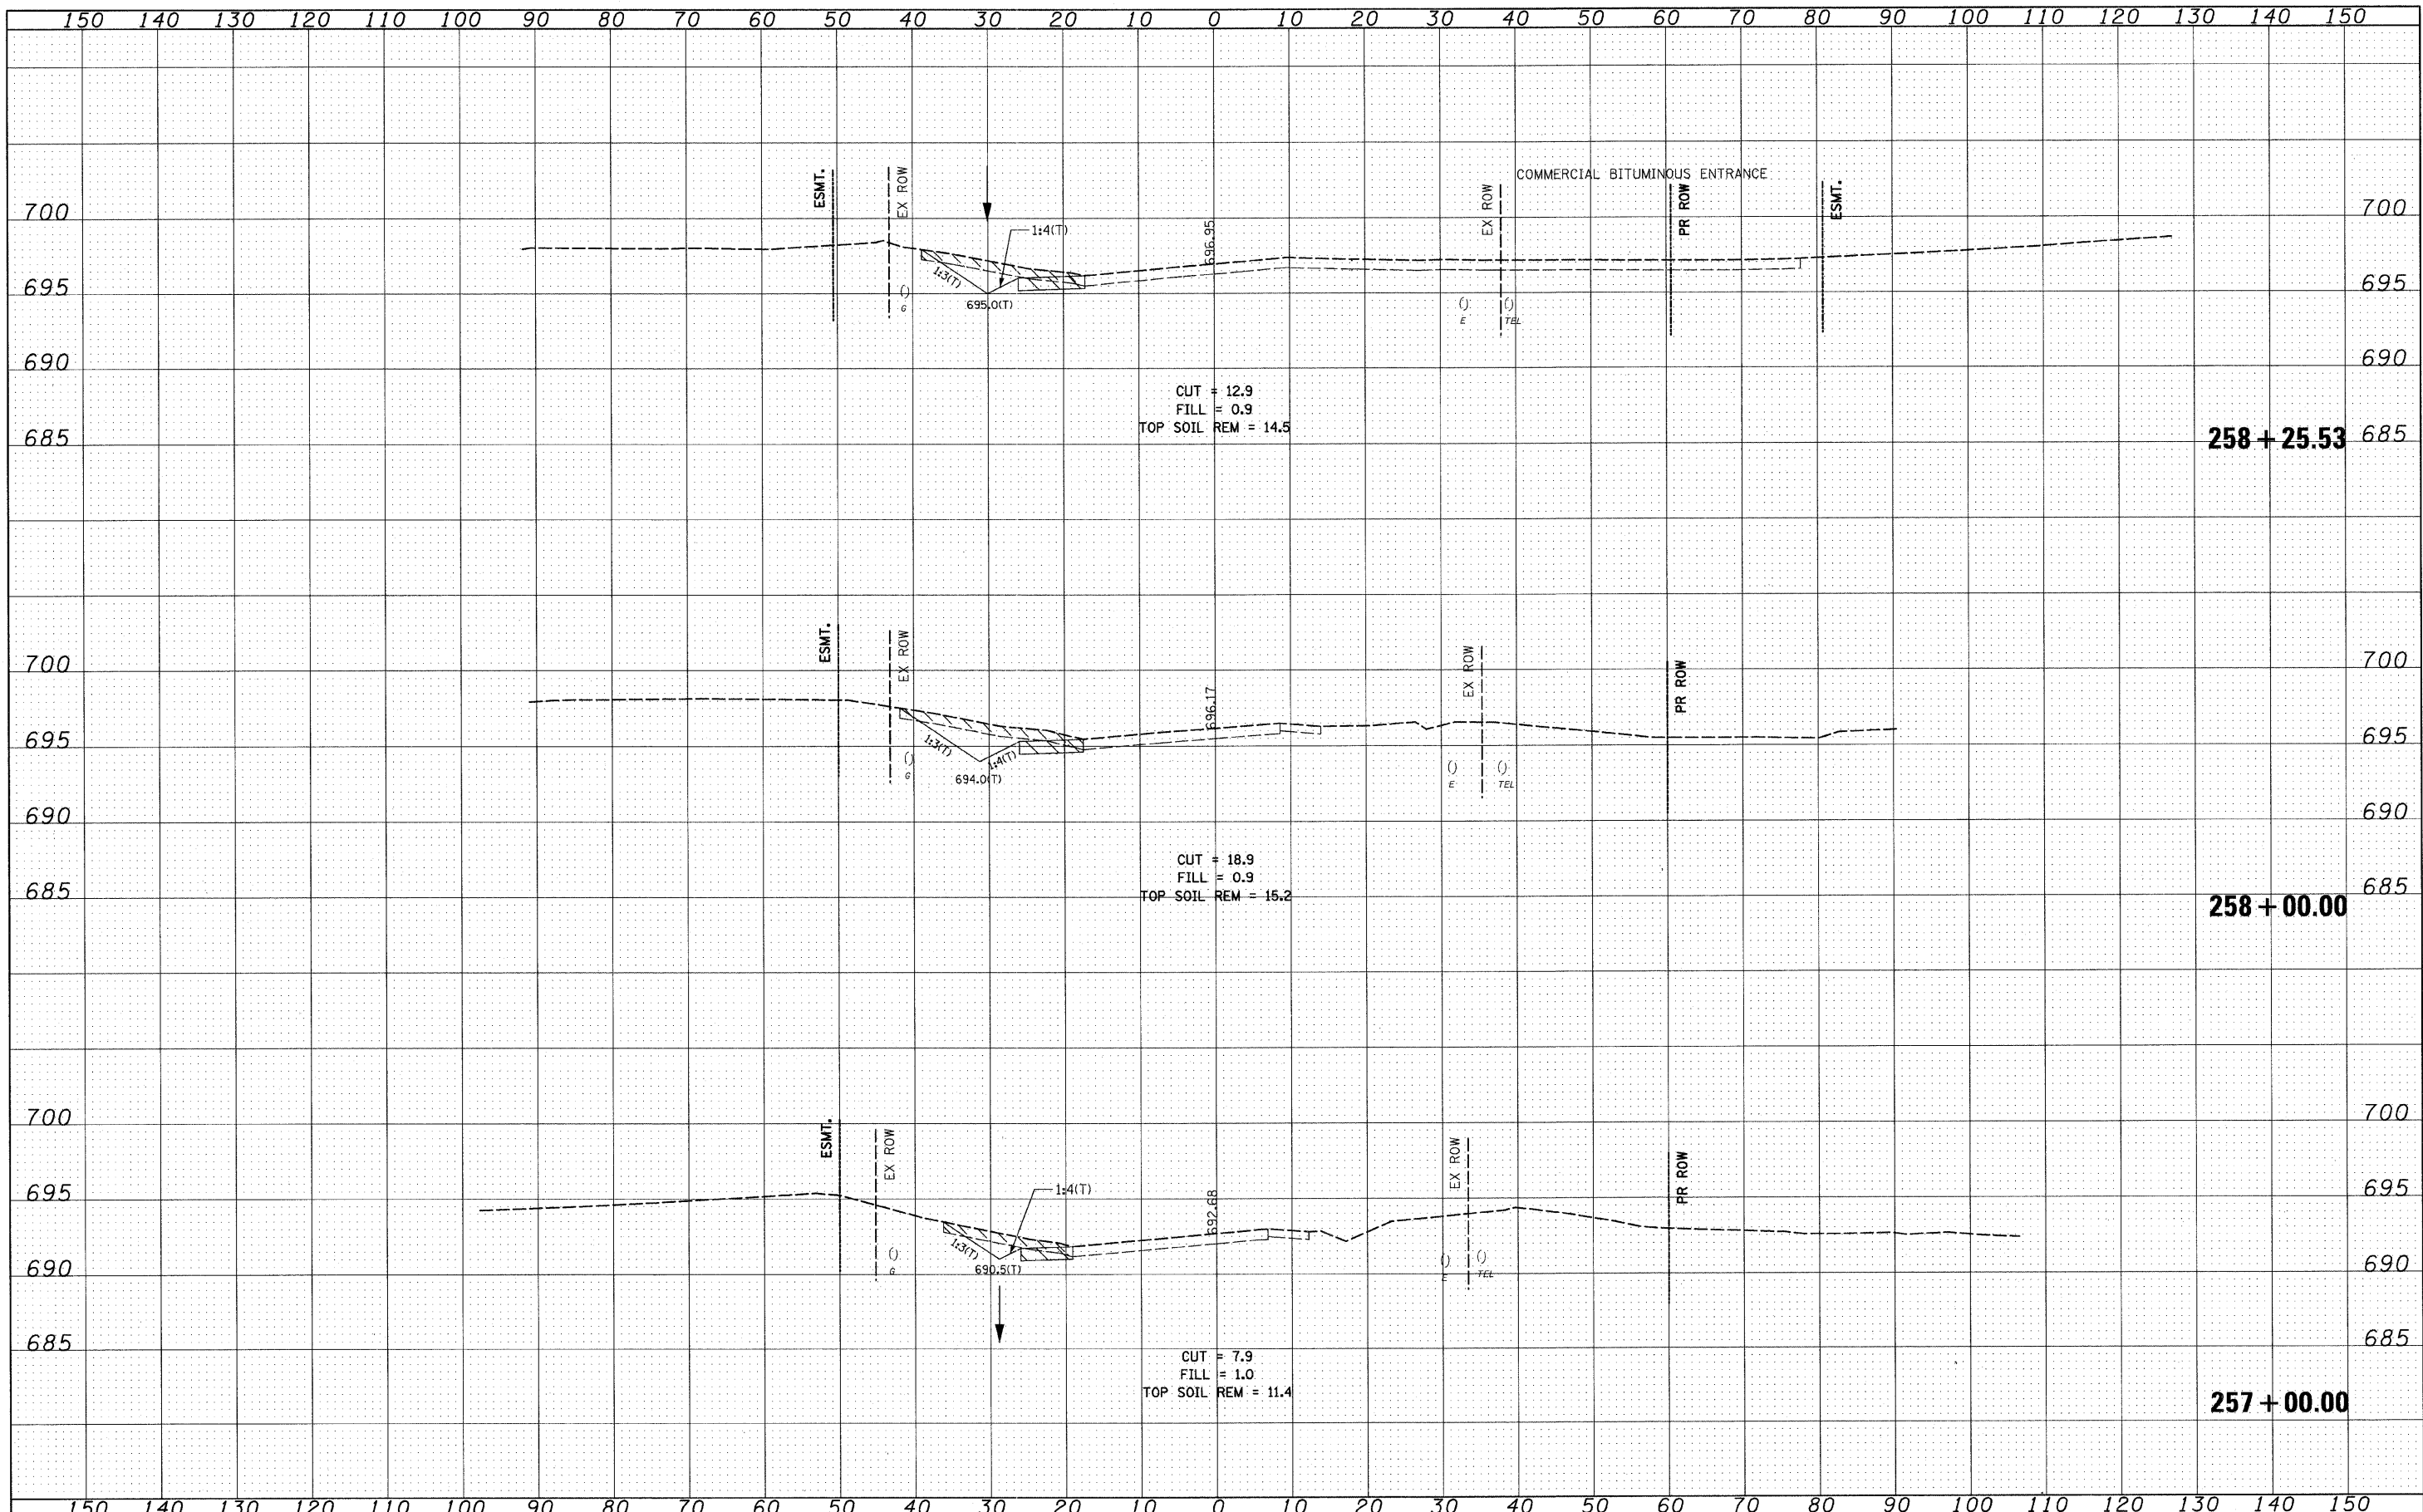 150 140 130 120 110 100 90 80 70 60 50 40 30 20 10 0 10 20 30 40 50 60 70 80 90 100 110 120 130 140 150
COMMERCIAL BITUMINOUS ENTRANCE
ESMT.
EX ROW
EX ROW
PR ROW
ESMT.
700 700
1:4(T)
696.95
1:3(T)
695 695
() G
695.0(T)
() E
() TEL
690 690
CUT = 12.9
FILL = 0.9
TOP SOIL REM = 14.5
685 685
258 + 25.53
ESMT.
EX ROW
EX ROW
PR ROW
700 700
696.17
1:3(T)
1:4(T)
695 695
() G
694.0(T)
() E
() TEL
690 690
CUT = 18.9
FILL = 0.9
TOP SOIL REM = 15.2
685 685
258 + 00.00
700 700
ESMT.
EX ROW
EX ROW
PR ROW
695 695
1:4(T)
692.68
1:3(T)
() G
690.5(T)
() E
() TEL
690 690
685 685
CUT = 7.9
FILL = 1.0
TOP SOIL REM = 11.4
257 + 00.00
150 140 130 120 110 100 90 80 70 60 50 40 30 20 10 0 10 20 30 40 50 60 70 80 90 100 110 120 130 140 150